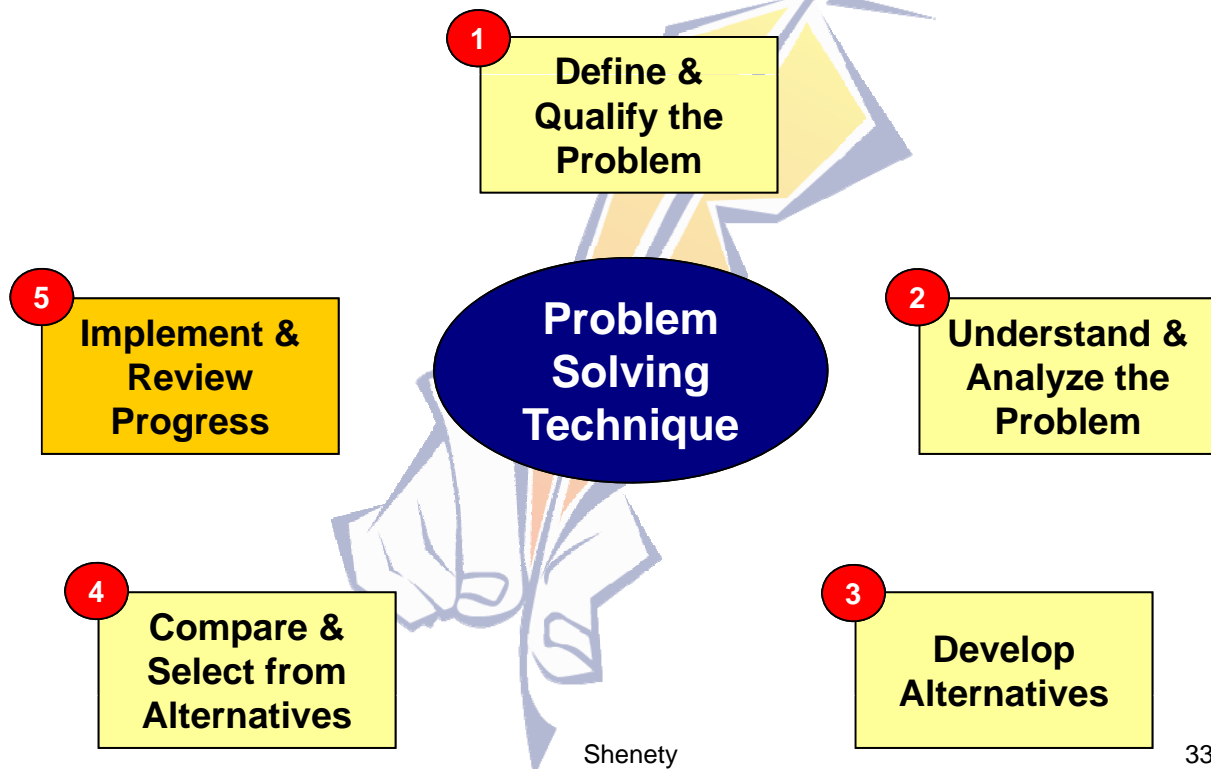 1
Define &
Qualify the
Problem
5
Implement &
Review
Progress
Problem
Solving
Technique
2
Understand &
Analyze the
Problem
4
Compare &
Select from
Alternatives
3
Develop
Alternatives
Shenety
33